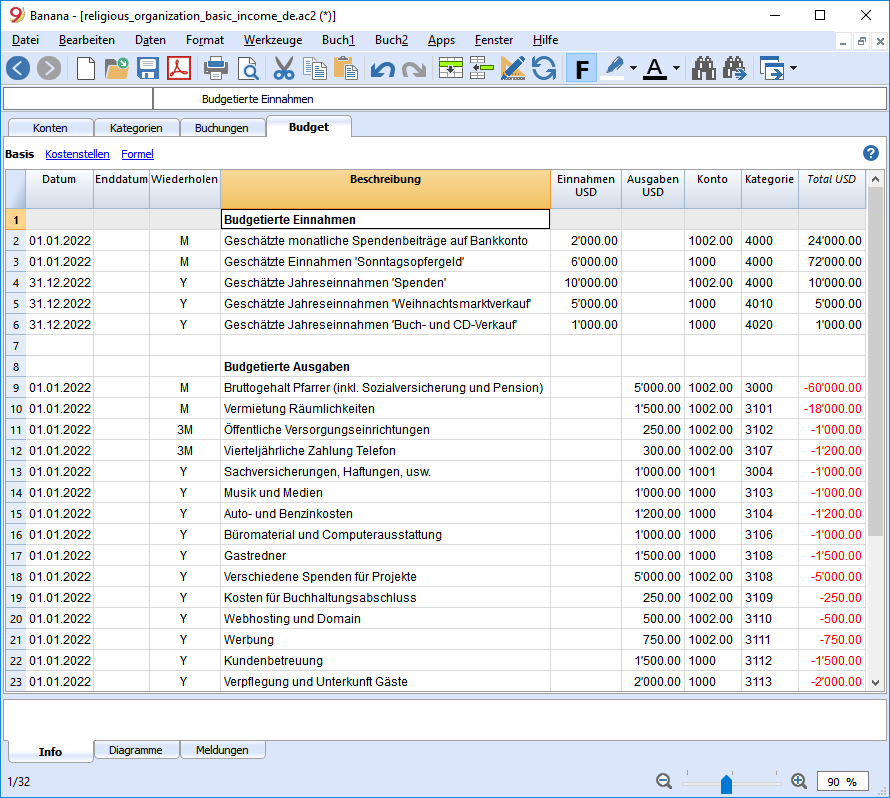 Banana - [religious_organization_basic_income_de.ac2 (*)]
Datei Bearbeiten Daten Format Werkzeuge Buch1 Buch2 Apps Fenster Hilfe
F A
Budgetierte Einnahmen
Konten Kategorien Buchungen Budget
Basis Kostenstellen Formel ?
Datum Enddatum Wiederholen Beschreibung Einnahmen USD Ausgaben USD Konto Kategorie Total USD
1 Budgetierte Einnahmen
2 01.01.2022 M Geschätzte monatliche Spendenbeiträge auf Bankkonto 2'000.00 1002.00 4000 24'000.00
3 01.01.2022 M Geschätzte Einnahmen 'Sonntagsopfergeld' 6'000.00 1000 4000 72'000.00
4 31.12.2022 Y Geschätzte Jahreseinnahmen 'Spenden' 10'000.00 1002.00 4000 10'000.00
5 31.12.2022 Y Geschätzte Jahreseinnahmen 'Weihnachtsmarktverkauf' 5'000.00 1000 4010 5'000.00
6 31.12.2022 Y Geschätzte Jahreseinnahmen 'Buch- und CD-Verkauf' 1'000.00 1000 4020 1'000.00
7
8 Budgetierte Ausgaben
9 01.01.2022 M Bruttogehalt Pfarrer (inkl. Sozialversicherung und Pension) 5'000.00 1002.00 3000 -60'000.00
10 01.01.2022 M Vermietung Räumlichkeiten 1'500.00 1002.00 3101 -18'000.00
11 01.01.2022 3M Öffentliche Versorgungseinrichtungen 250.00 1002.00 3102 -1'000.00
12 01.01.2022 3M Vierteljährliche Zahlung Telefon 300.00 1002.00 3107 -1'200.00
13 01.01.2022 Y Sachversicherungen, Haftungen, usw. 1'000.00 1001 3004 -1'000.00
14 01.01.2022 Y Musik und Medien 1'000.00 1000 3103 -1'000.00
15 01.01.2022 Y Auto- und Benzinkosten 1'200.00 1000 3104 -1'200.00
16 01.01.2022 Y Büromaterial und Computerausstattung 1'000.00 1000 3106 -1'000.00
17 01.01.2022 Y Gastredner 1'500.00 1000 3108 -1'500.00
18 01.01.2022 Y Verschiedene Spenden für Projekte 5'000.00 1002.00 3108 -5'000.00
19 01.01.2022 Y Kosten für Buchhaltungsabschluss 250.00 1002.00 3109 -250.00
20 01.01.2022 Y Webhosting und Domain 500.00 1002.00 3110 -500.00
21 01.01.2022 Y Werbung 750.00 1002.00 3111 -750.00
22 01.01.2022 Y Kundenbetreuung 1'500.00 1000 3112 -1'500.00
23 01.01.2022 Y Verpflegung und Unterkunft Gäste 2'000.00 1000 3113 -2'000.00
Info Diagramme Meldungen
1/32 90 %